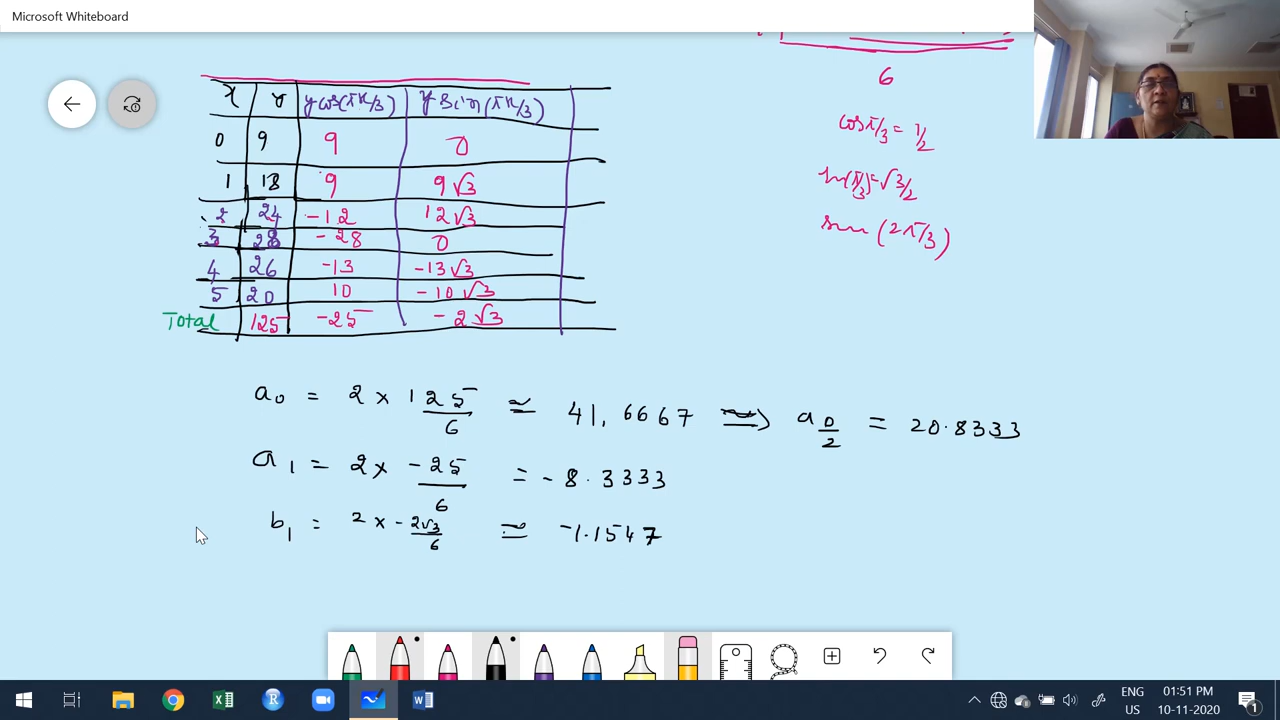 Microsoft Whiteboard
6
x y y cos(πx/3) y sin(πx/3)
0 9 9 0
1 18 9 9√3
2 24 -12 12√3
3 28 -28 0
4 26 -13 -13√3
5 20 10 -10√3
Total 125 -25 -2√3
cos π/3 = 1/2
sin(π/3) = √3/2
sin (2π/3)
a0 = 2 × 125/6 ≃ 41.6667 ⇒ a0/2 = 20.8333
a1 = 2 × -25/6 = -8.3333
b1 = 2 × -2√3/6 ≃ -1.1547
ENG
US
01:51 PM
10-11-2020
1